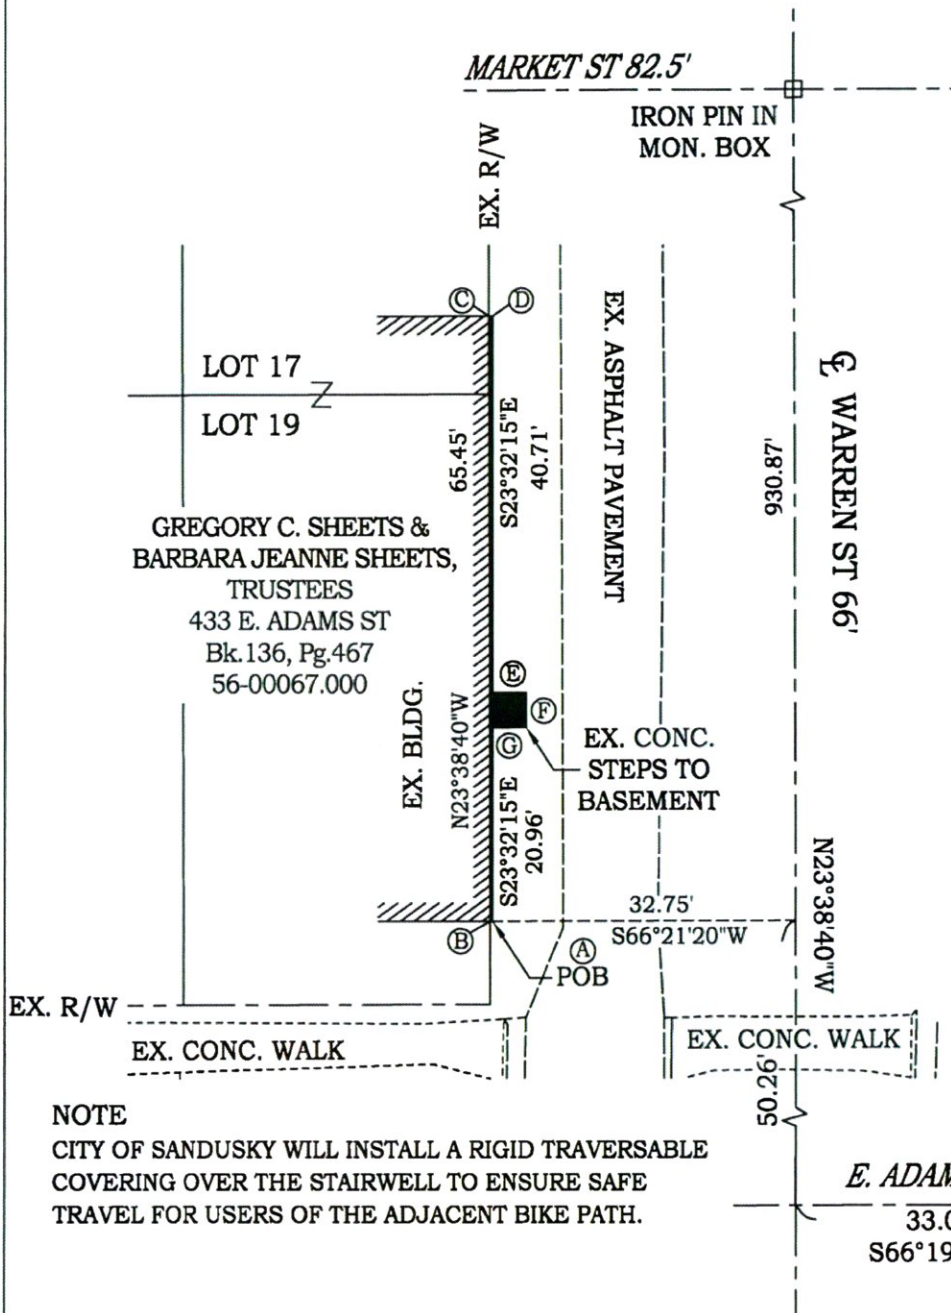 MARKET ST 82.5'
IRON PIN IN
MON. BOX
EX. R/W
C
D
LOT 17
LOT 19
65.45'
S23°32'15"E
40.71'
EX. ASPHALT PAVEMENT
930.87'
℄ WARREN ST 66'
GREGORY C. SHEETS &
BARBARA JEANNE SHEETS,
TRUSTEES
433 E. ADAMS ST
Bk.136, Pg.467
56-00067.000
EX. BLDG.
N23°38'40"W
E
F
G
EX. CONC.
STEPS TO
BASEMENT
S23°32'15"E
20.96'
32.75'
S66°21'20"W
N23°38'40"W
B
A
POB
EX. R/W
EX. CONC. WALK
EX. CONC. WALK
50.26'
NOTE
CITY OF SANDUSKY WILL INSTALL A RIGID TRAVERSABLE
COVERING OVER THE STAIRWELL TO ENSURE SAFE
TRAVEL FOR USERS OF THE ADJACENT BIKE PATH.
E. ADAM
33.0
S66°19